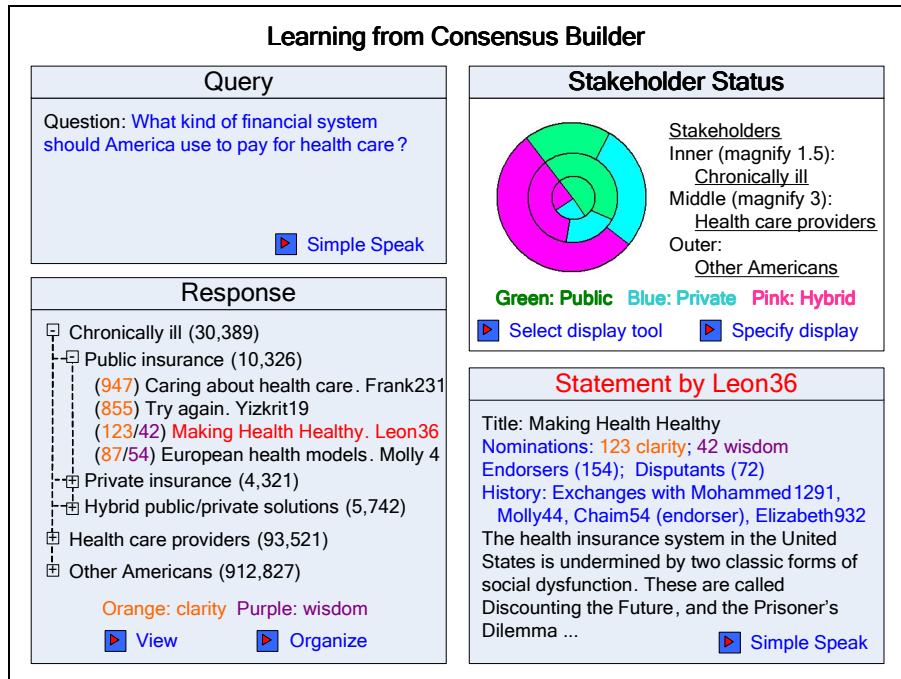 Learning from Consensus Builder
Query
Question: What kind of financial system
should America use to pay for health care?
Simple Speak
Stakeholder Status
Stakeholders
Inner (magnify 1.5):
Chronically ill
Middle (magnify 3):
Health care providers
Outer:
Other Americans
Green: Public Blue: Private Pink: Hybrid
Select display tool Specify display
Response
Chronically ill (30,389)
Public insurance (10,326)
(947) Caring about health care. Frank231
(855) Try again. Yizkrit19
(123/42) Making Health Healthy. Leon36
(87/54) European health models. Molly 4
Private insurance (4,321)
Hybrid public/private solutions (5,742)
Health care providers (93,521)
Other Americans (912,827)
Orange: clarity Purple: wisdom
View Organize
Statement by Leon36
Title: Making Health Healthy
Nominations: 123 clarity; 42 wisdom
Endorsers (154); Disputants (72)
History: Exchanges with Mohammed1291,
Molly44, Chaim54 (endorser), Elizabeth932
The health insurance system in the United
States is undermined by two classic forms of
social dysfunction. These are called
Discounting the Future, and the Prisoner's
Dilemma ...
Simple Speak